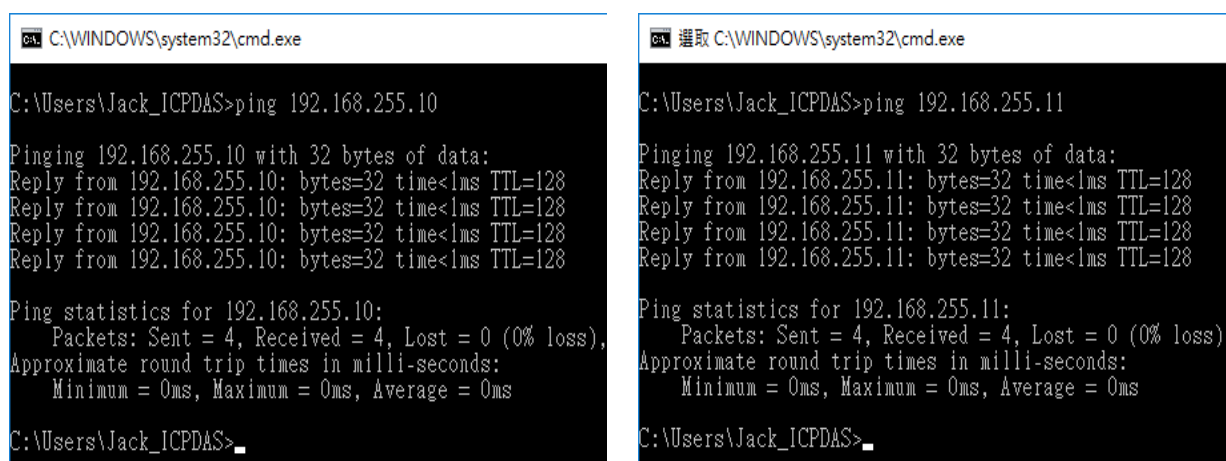 C:\WINDOWS\system32\cmd.exe
C:\Users\Jack_ICPDAS>ping 192.168.255.10
Pinging 192.168.255.10 with 32 bytes of data:
Reply from 192.168.255.10: bytes=32 time<1ms TTL=128
Reply from 192.168.255.10: bytes=32 time<1ms TTL=128
Reply from 192.168.255.10: bytes=32 time<1ms TTL=128
Reply from 192.168.255.10: bytes=32 time<1ms TTL=128
Ping statistics for 192.168.255.10:
Packets: Sent = 4, Received = 4, Lost = 0 (0% loss),
Approximate round trip times in milli-seconds:
Minimum = 0ms, Maximum = 0ms, Average = 0ms
C:\Users\Jack_ICPDAS>
選取 C:\WINDOWS\system32\cmd.exe
C:\Users\Jack_ICPDAS>ping 192.168.255.11
Pinging 192.168.255.11 with 32 bytes of data:
Reply from 192.168.255.11: bytes=32 time<1ms TTL=128
Reply from 192.168.255.11: bytes=32 time<1ms TTL=128
Reply from 192.168.255.11: bytes=32 time<1ms TTL=128
Reply from 192.168.255.11: bytes=32 time<1ms TTL=128
Ping statistics for 192.168.255.11:
Packets: Sent = 4, Received = 4, Lost = 0 (0% loss)
Approximate round trip times in milli-seconds:
Minimum = 0ms, Maximum = 0ms, Average = 0ms
C:\Users\Jack_ICPDAS>